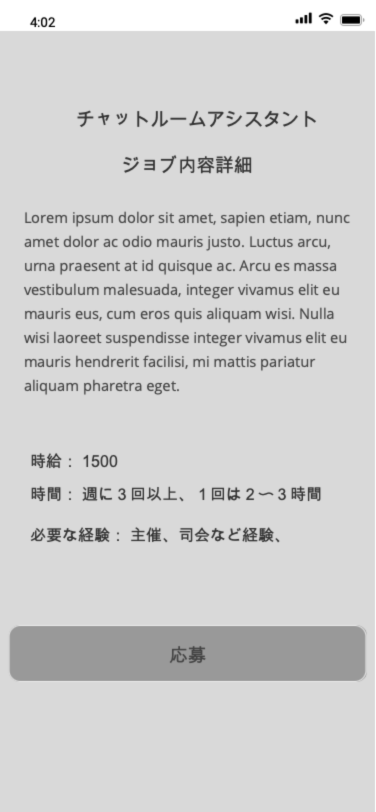 4:02
チャットルームアシスタント
ジョブ内容詳細
Lorem ipsum dolor sit amet, sapien etiam, nunc
amet dolor ac odio mauris justo. Luctus arcu,
urna praesent at id quisque ac. Arcu es massa
vestibulum malesuada, integer vivamus elit eu
mauris eus, cum eros quis aliquam wisi. Nulla
wisi laoreet suspendisse integer vivamus elit eu
mauris hendrerit facilisi, mi mattis pariatur
aliquam pharetra eget.
時給： 1500
時間： 週に３回以上、 １回は２〜３時間
必要な経験： 主催、司会など経験、
応募